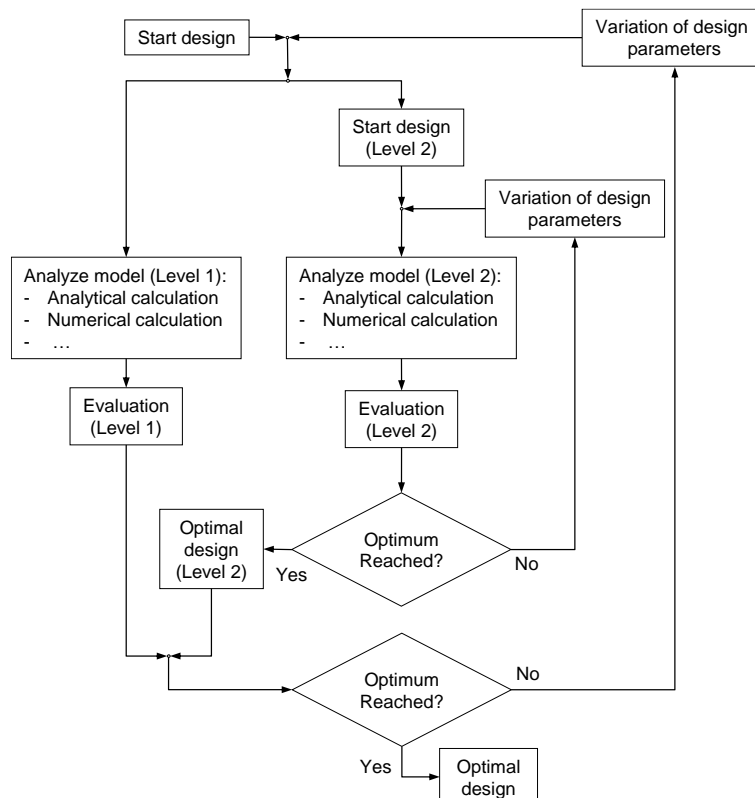 Start design
Variation of design
parameters
Start design
(Level 2)
Variation of design
parameters
Analyze model (Level 1):
- Analytical calculation
- Numerical calculation
- …
Analyze model (Level 2):
- Analytical calculation
- Numerical calculation
- …
Evaluation
(Level 1)
Evaluation
(Level 2)
Optimal
design
(Level 2)
Yes
Optimum
Reached?
No
Optimum
Reached?
No
Yes
Optimal
design